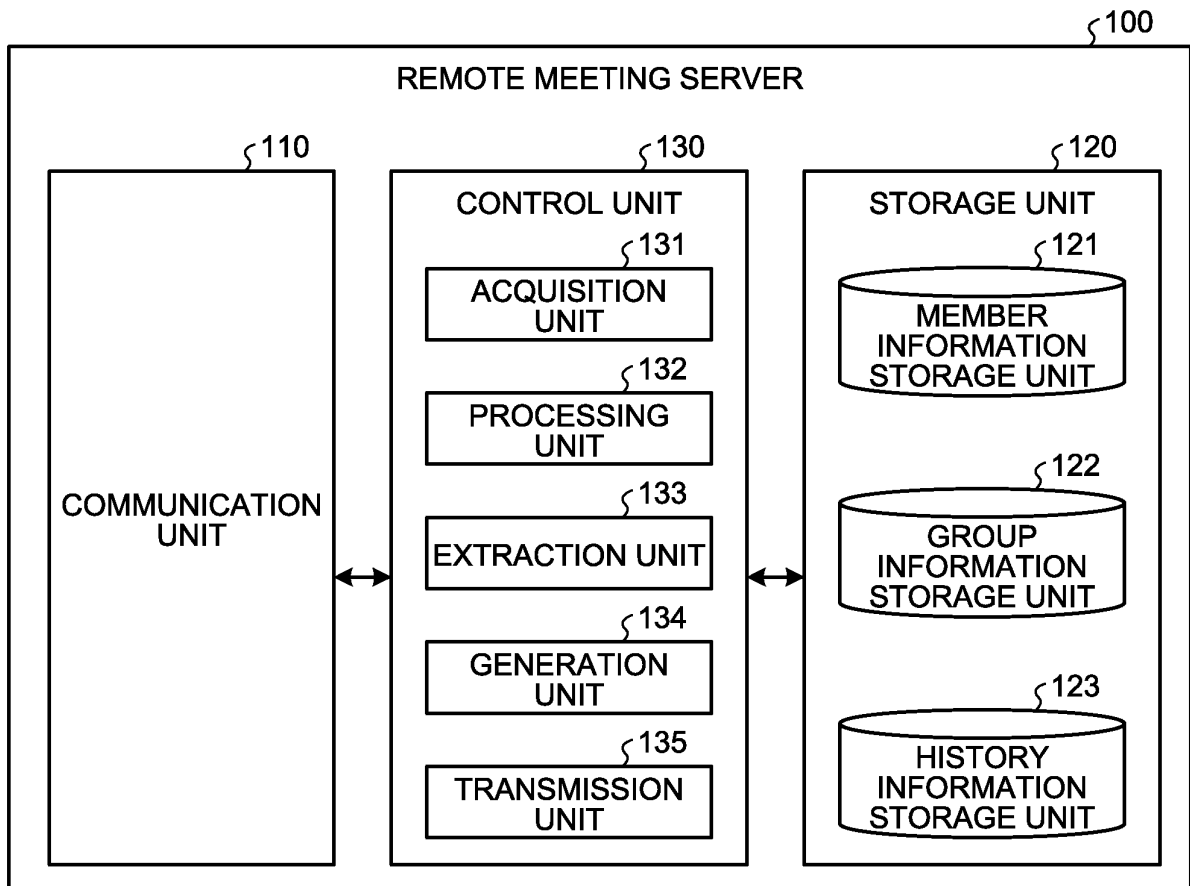 100
REMOTE MEETING SERVER
110
COMMUNICATION
UNIT
130
CONTROL UNIT
131
ACQUISITION
UNIT
132
PROCESSING
UNIT
133
EXTRACTION UNIT
134
GENERATION
UNIT
135
TRANSMISSION
UNIT
120
STORAGE UNIT
121
MEMBER
INFORMATION
STORAGE UNIT
122
GROUP
INFORMATION
STORAGE UNIT
123
HISTORY
INFORMATION
STORAGE UNIT